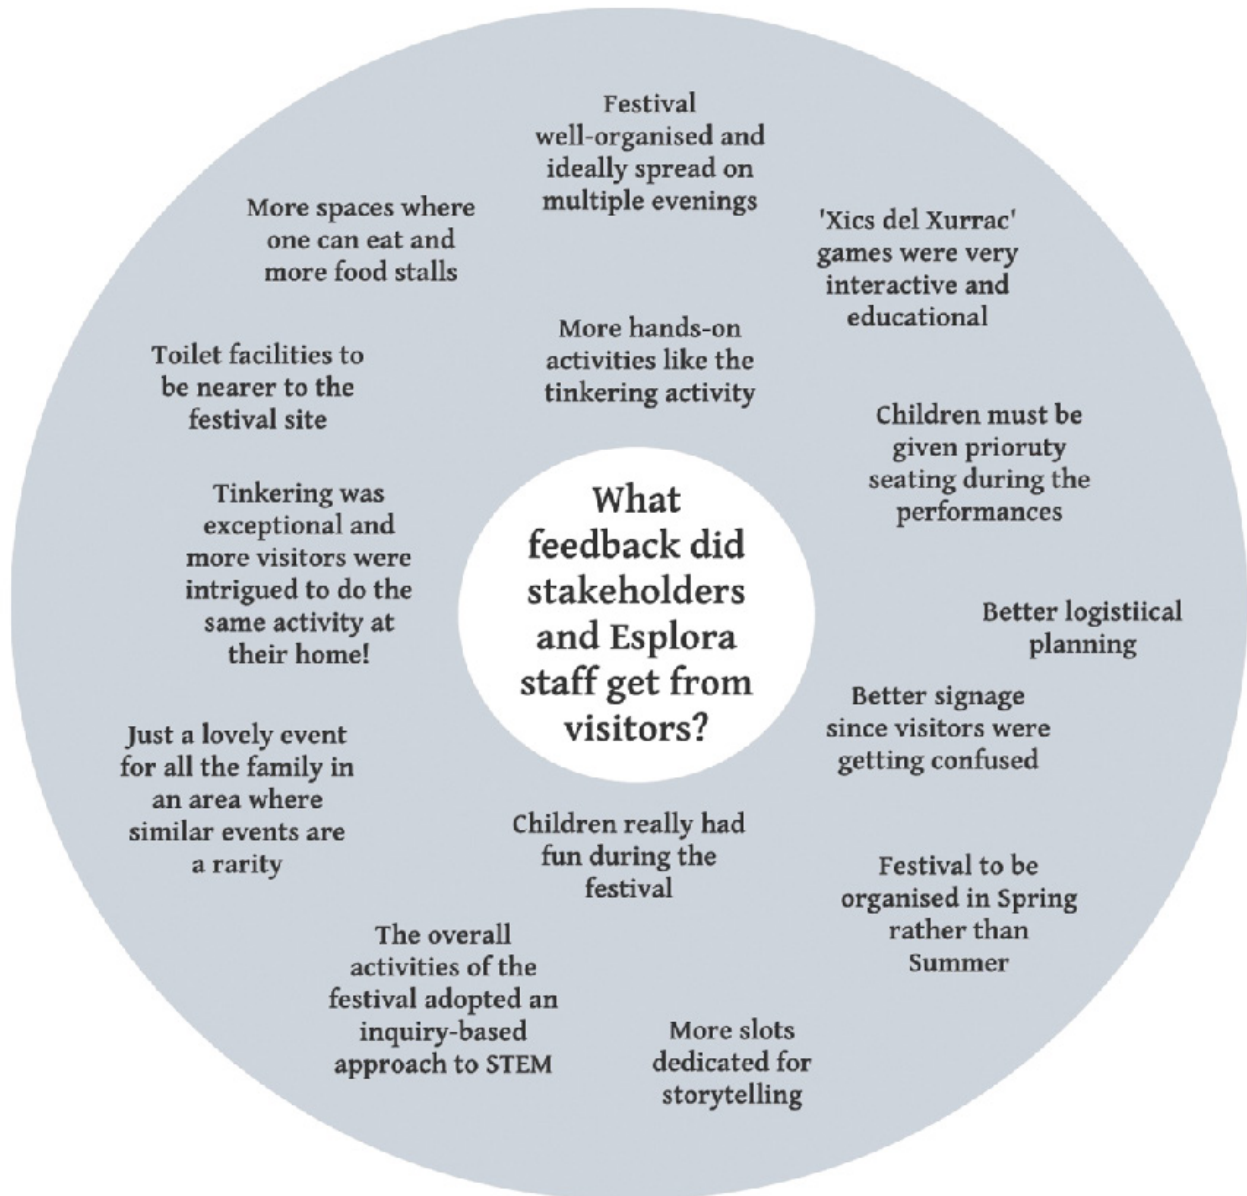 Festival
well-organised and
ideally spread on
multiple evenings
More spaces where
one can eat and
more food stalls
'Xics del Xurrac'
games were very
interactive and
educational
More hands-on
activities like the
tinkering activity
Toilet facilities to
be nearer to the
festival site
Children must be
given prioruty
seating during the
performances
Tinkering was
exceptional and
more visitors were
intrigued to do the
same activity at
their home!
What
feedback did
stakeholders
and Esplora
staff get from
visitors?
Better logistiical
planning
Better signage
since visitors were
getting confused
Just a lovely event
for all the family in
an area where
similar events are
a rarity
Children really had
fun during the
festival
Festival to be
organised in Spring
rather than
Summer
The overall
activities of the
festival adopted an
inquiry-based
approach to STEM
More slots
dedicated for
storytelling